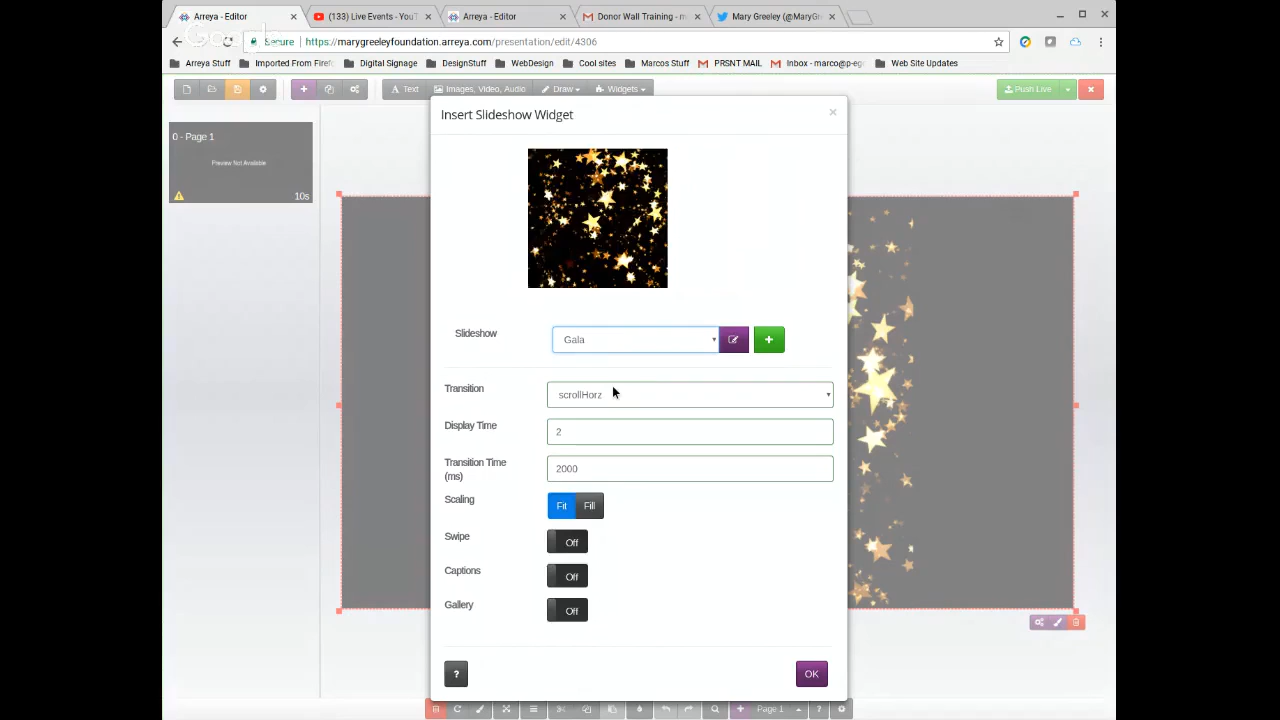 Arreya - Editor
(133) Live Events - YouT
Arreya - Editor
Donor Wall Training - m
Mary Greeley (@MaryGr
Google
Secure
https://marygreeleyfoundation.arreya.com/presentation/edit/4306
Arreya Stuff
Imported From Firefo
Digital Signage
DesignStuff
WebDesign
Cool sites
Marcos Stuff
PRSNT MAIL
Inbox - marco@p-eg
Web Site Updates
Text
Images, Video, Audio
Draw
Widgets
Push Live
Insert Slideshow Widget
0 - Page 1
Preview Not Available
10s
Slideshow
Gala
Transition
scrollHorz
Display Time
2
Transition Time
(ms)
2000
Scaling
Fit
Fill
Swipe
Off
Captions
Off
Gallery
Off
?
OK
Page 1
?